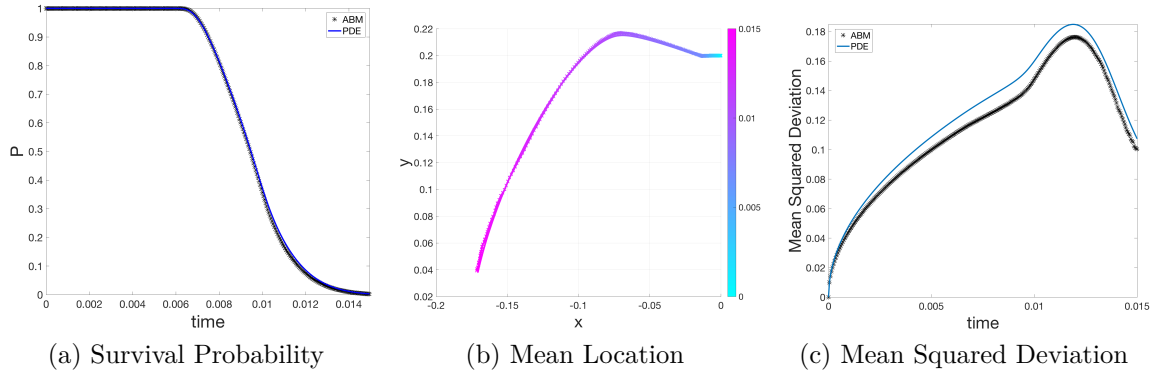 1
0.9
0.8
0.7
0.6
0.5
0.4
0.3
0.2
0.1
0
P
ABM
PDE
0 0.002 0.004 0.006 0.008 0.01 0.012 0.014
time
(a) Survival Probability
0.22
0.2
0.18
0.16
0.14
0.12
0.1
0.08
0.06
0.04
0.02
y
-0.2 -0.15 -0.1 -0.05 0
x
0.015
0.01
0.005
0
(b) Mean Location
0.18
0.16
0.14
0.12
0.1
0.08
0.06
0.04
0.02
0
Mean Squared Deviation
ABM
PDE
0 0.005 0.01 0.015
time
(c) Mean Squared Deviation